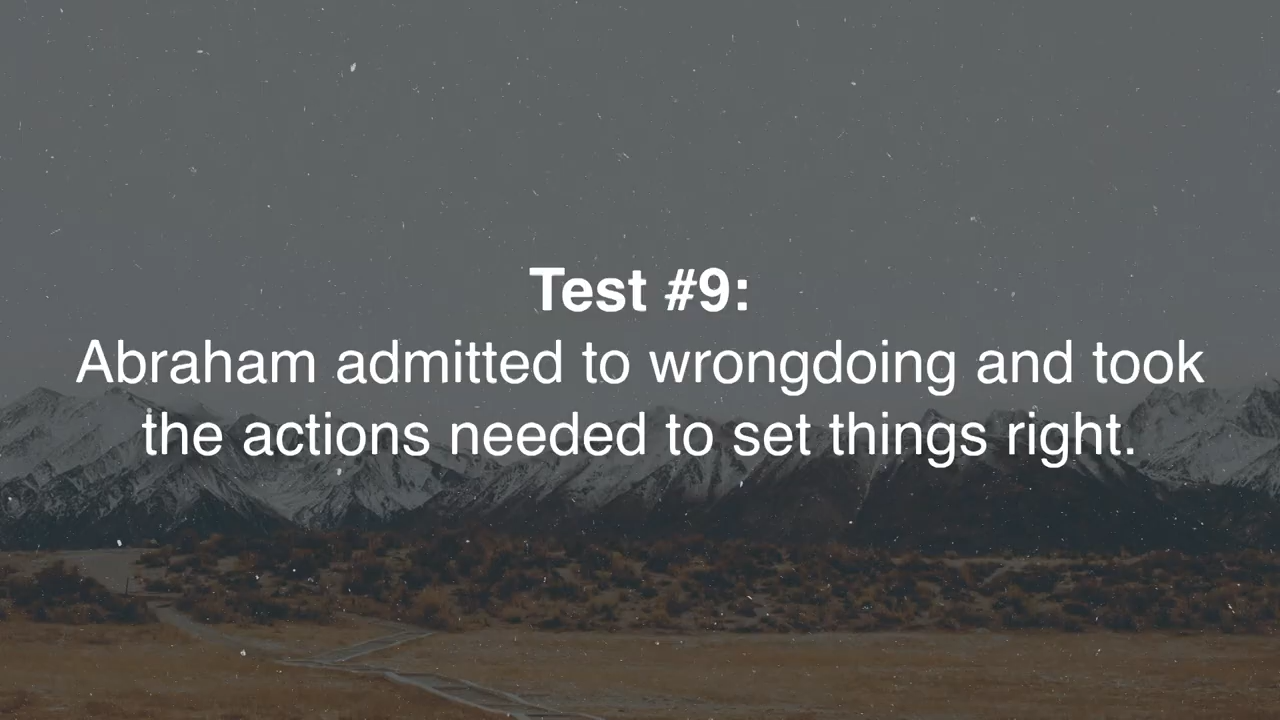 Test #9:
Abraham admitted to wrongdoing and took
the actions needed to set things right.